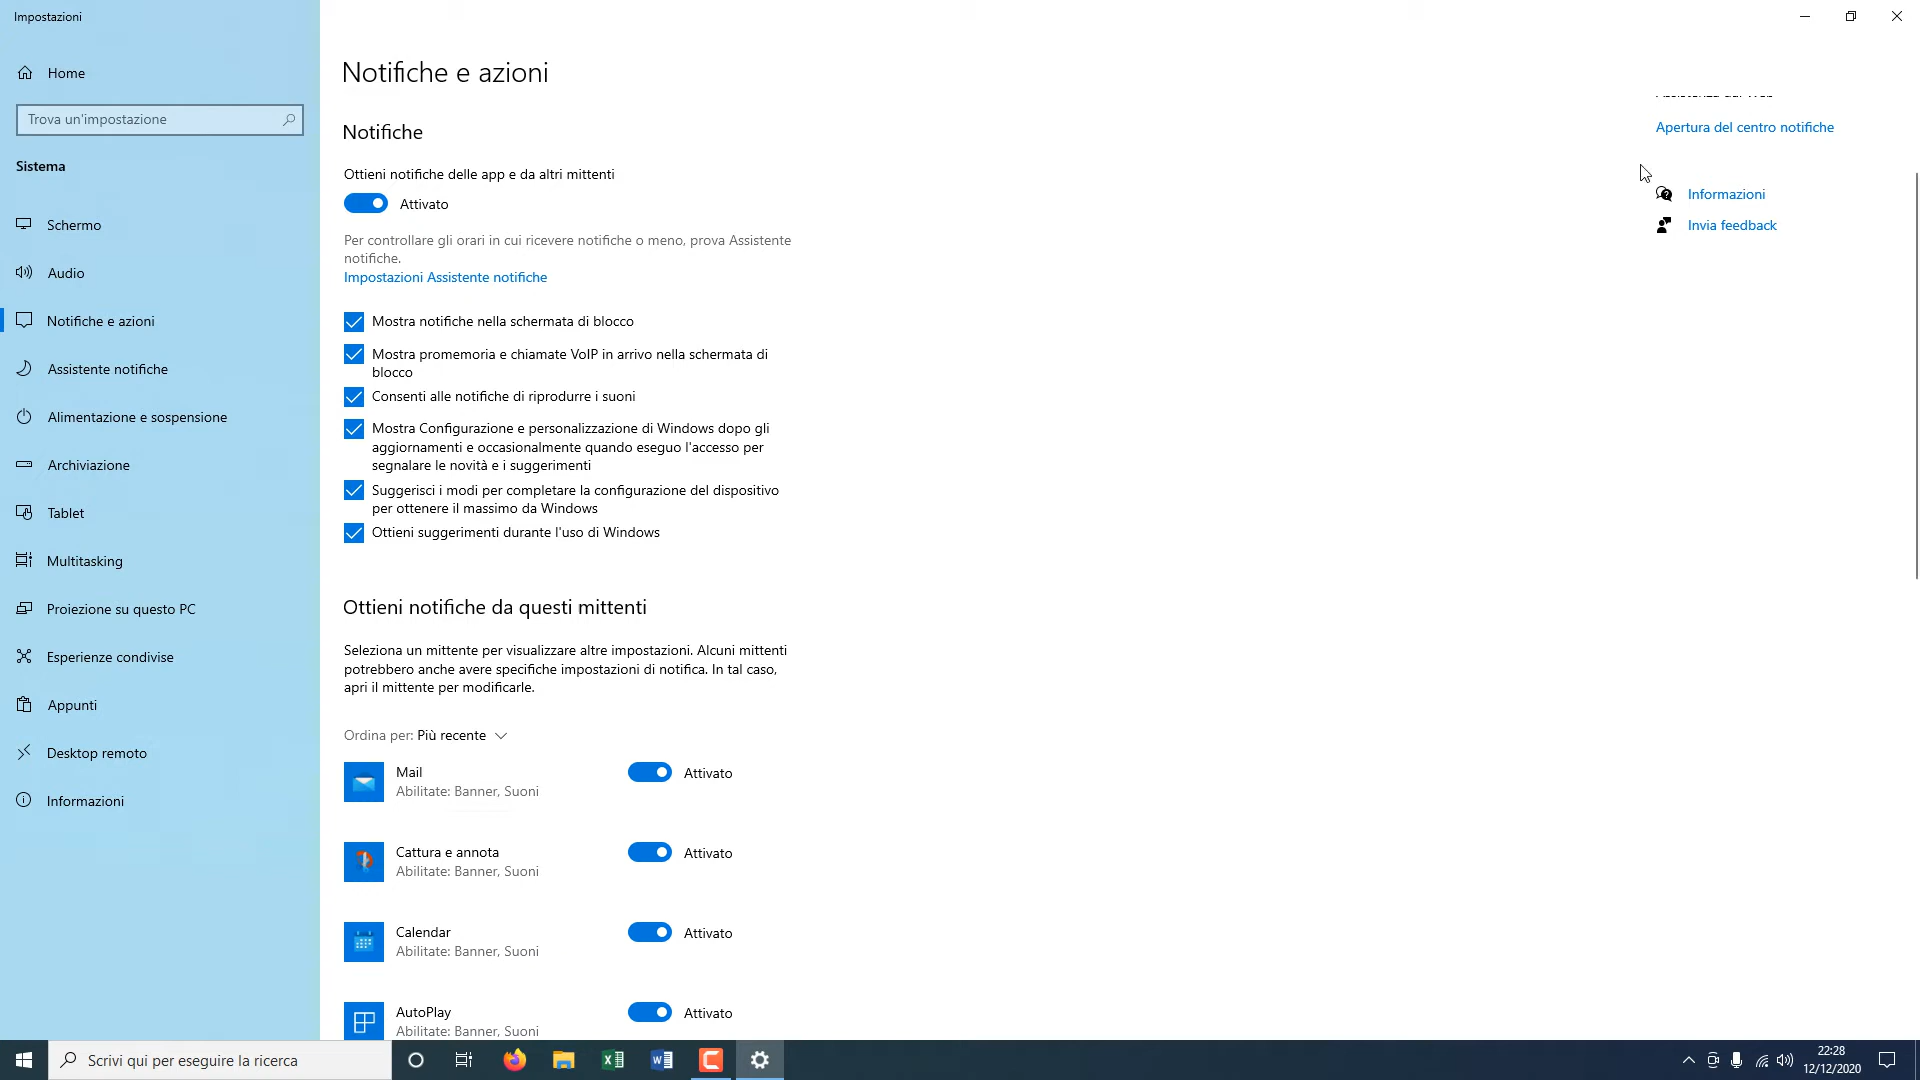 Impostazioni
Home
Trova un'impostazione
Sistema
Schermo
Audio
Notifiche e azioni
Assistente notifiche
Alimentazione e sospensione
Archiviazione
Tablet
Multitasking
Proiezione su questo PC
Esperienze condivise
Appunti
Desktop remoto
Informazioni
Notifiche e azioni
Notifiche
Ottieni notifiche delle app e da altri mittenti
Attivato
Per controllare gli orari in cui ricevere notifiche o meno, prova Assistente
notifiche.
Impostazioni Assistente notifiche
Mostra notifiche nella schermata di blocco
Mostra promemoria e chiamate VoIP in arrivo nella schermata di
blocco
Consenti alle notifiche di riprodurre i suoni
Mostra Configurazione e personalizzazione di Windows dopo gli
aggiornamenti e occasionalmente quando eseguo l'accesso per
segnalare le novità e i suggerimenti
Suggerisci i modi per completare la configurazione del dispositivo
per ottenere il massimo da Windows
Ottieni suggerimenti durante l'uso di Windows
Ottieni notifiche da questi mittenti
Seleziona un mittente per visualizzare altre impostazioni. Alcuni mittenti
potrebbero anche avere specifiche impostazioni di notifica. In tal caso,
apri il mittente per modificarle.
Ordina per: Più recente
Mail
Abilitate: Banner, Suoni
Attivato
Cattura e annota
Abilitate: Banner, Suoni
Attivato
Calendar
Abilitate: Banner, Suoni
Attivato
AutoPlay
Abilitate: Banner, Suoni
Attivato
Apertura del centro notifiche
Informazioni
Invia feedback
Scrivi qui per eseguire la ricerca
22:28
12/12/2020